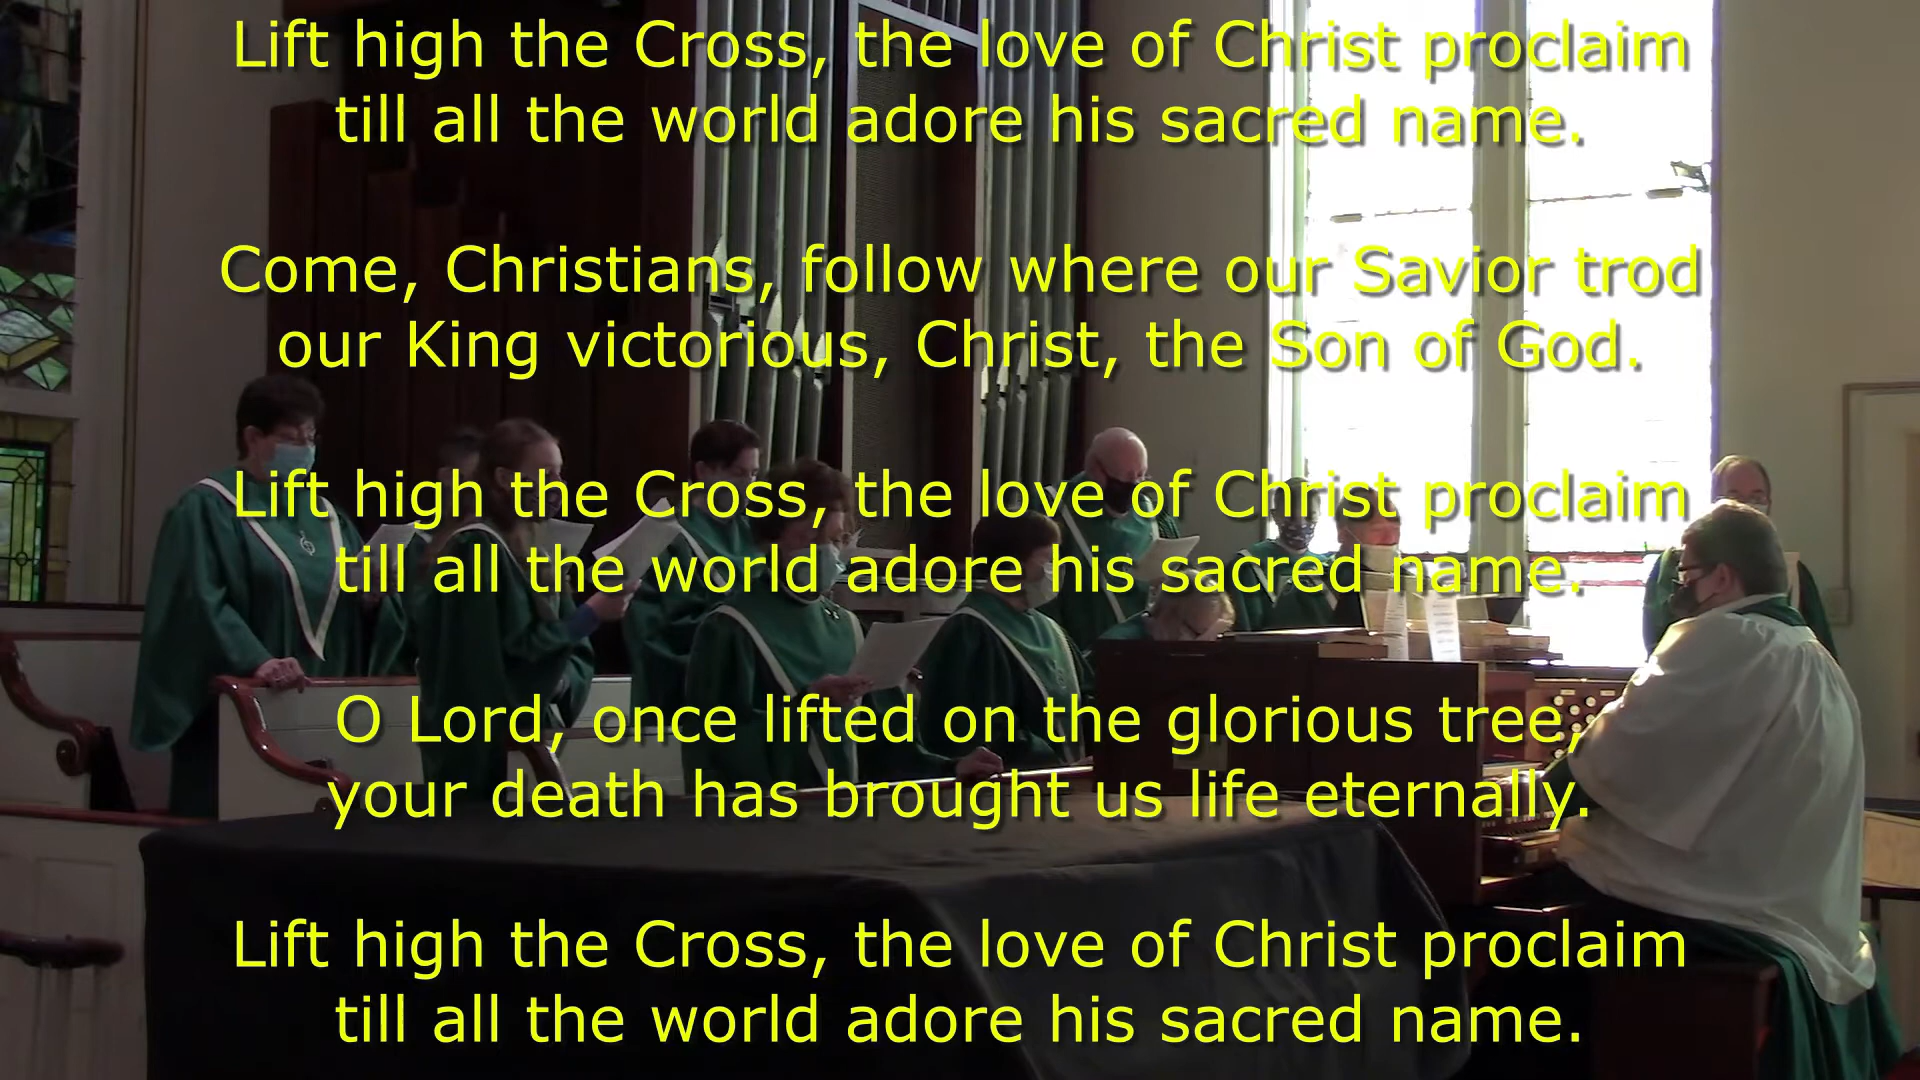 Lift high the Cross, the love of Christ proclaim
till all the world adore his sacred name.
Come, Christians, follow where our Savior trod
our King victorious, Christ, the Son of God.
Lift high the Cross, the love of Christ proclaim
till all the world adore his sacred name.
O Lord, once lifted on the glorious tree,
your death has brought us life eternally.
Lift high the Cross, the love of Christ proclaim
till all the world adore his sacred name.